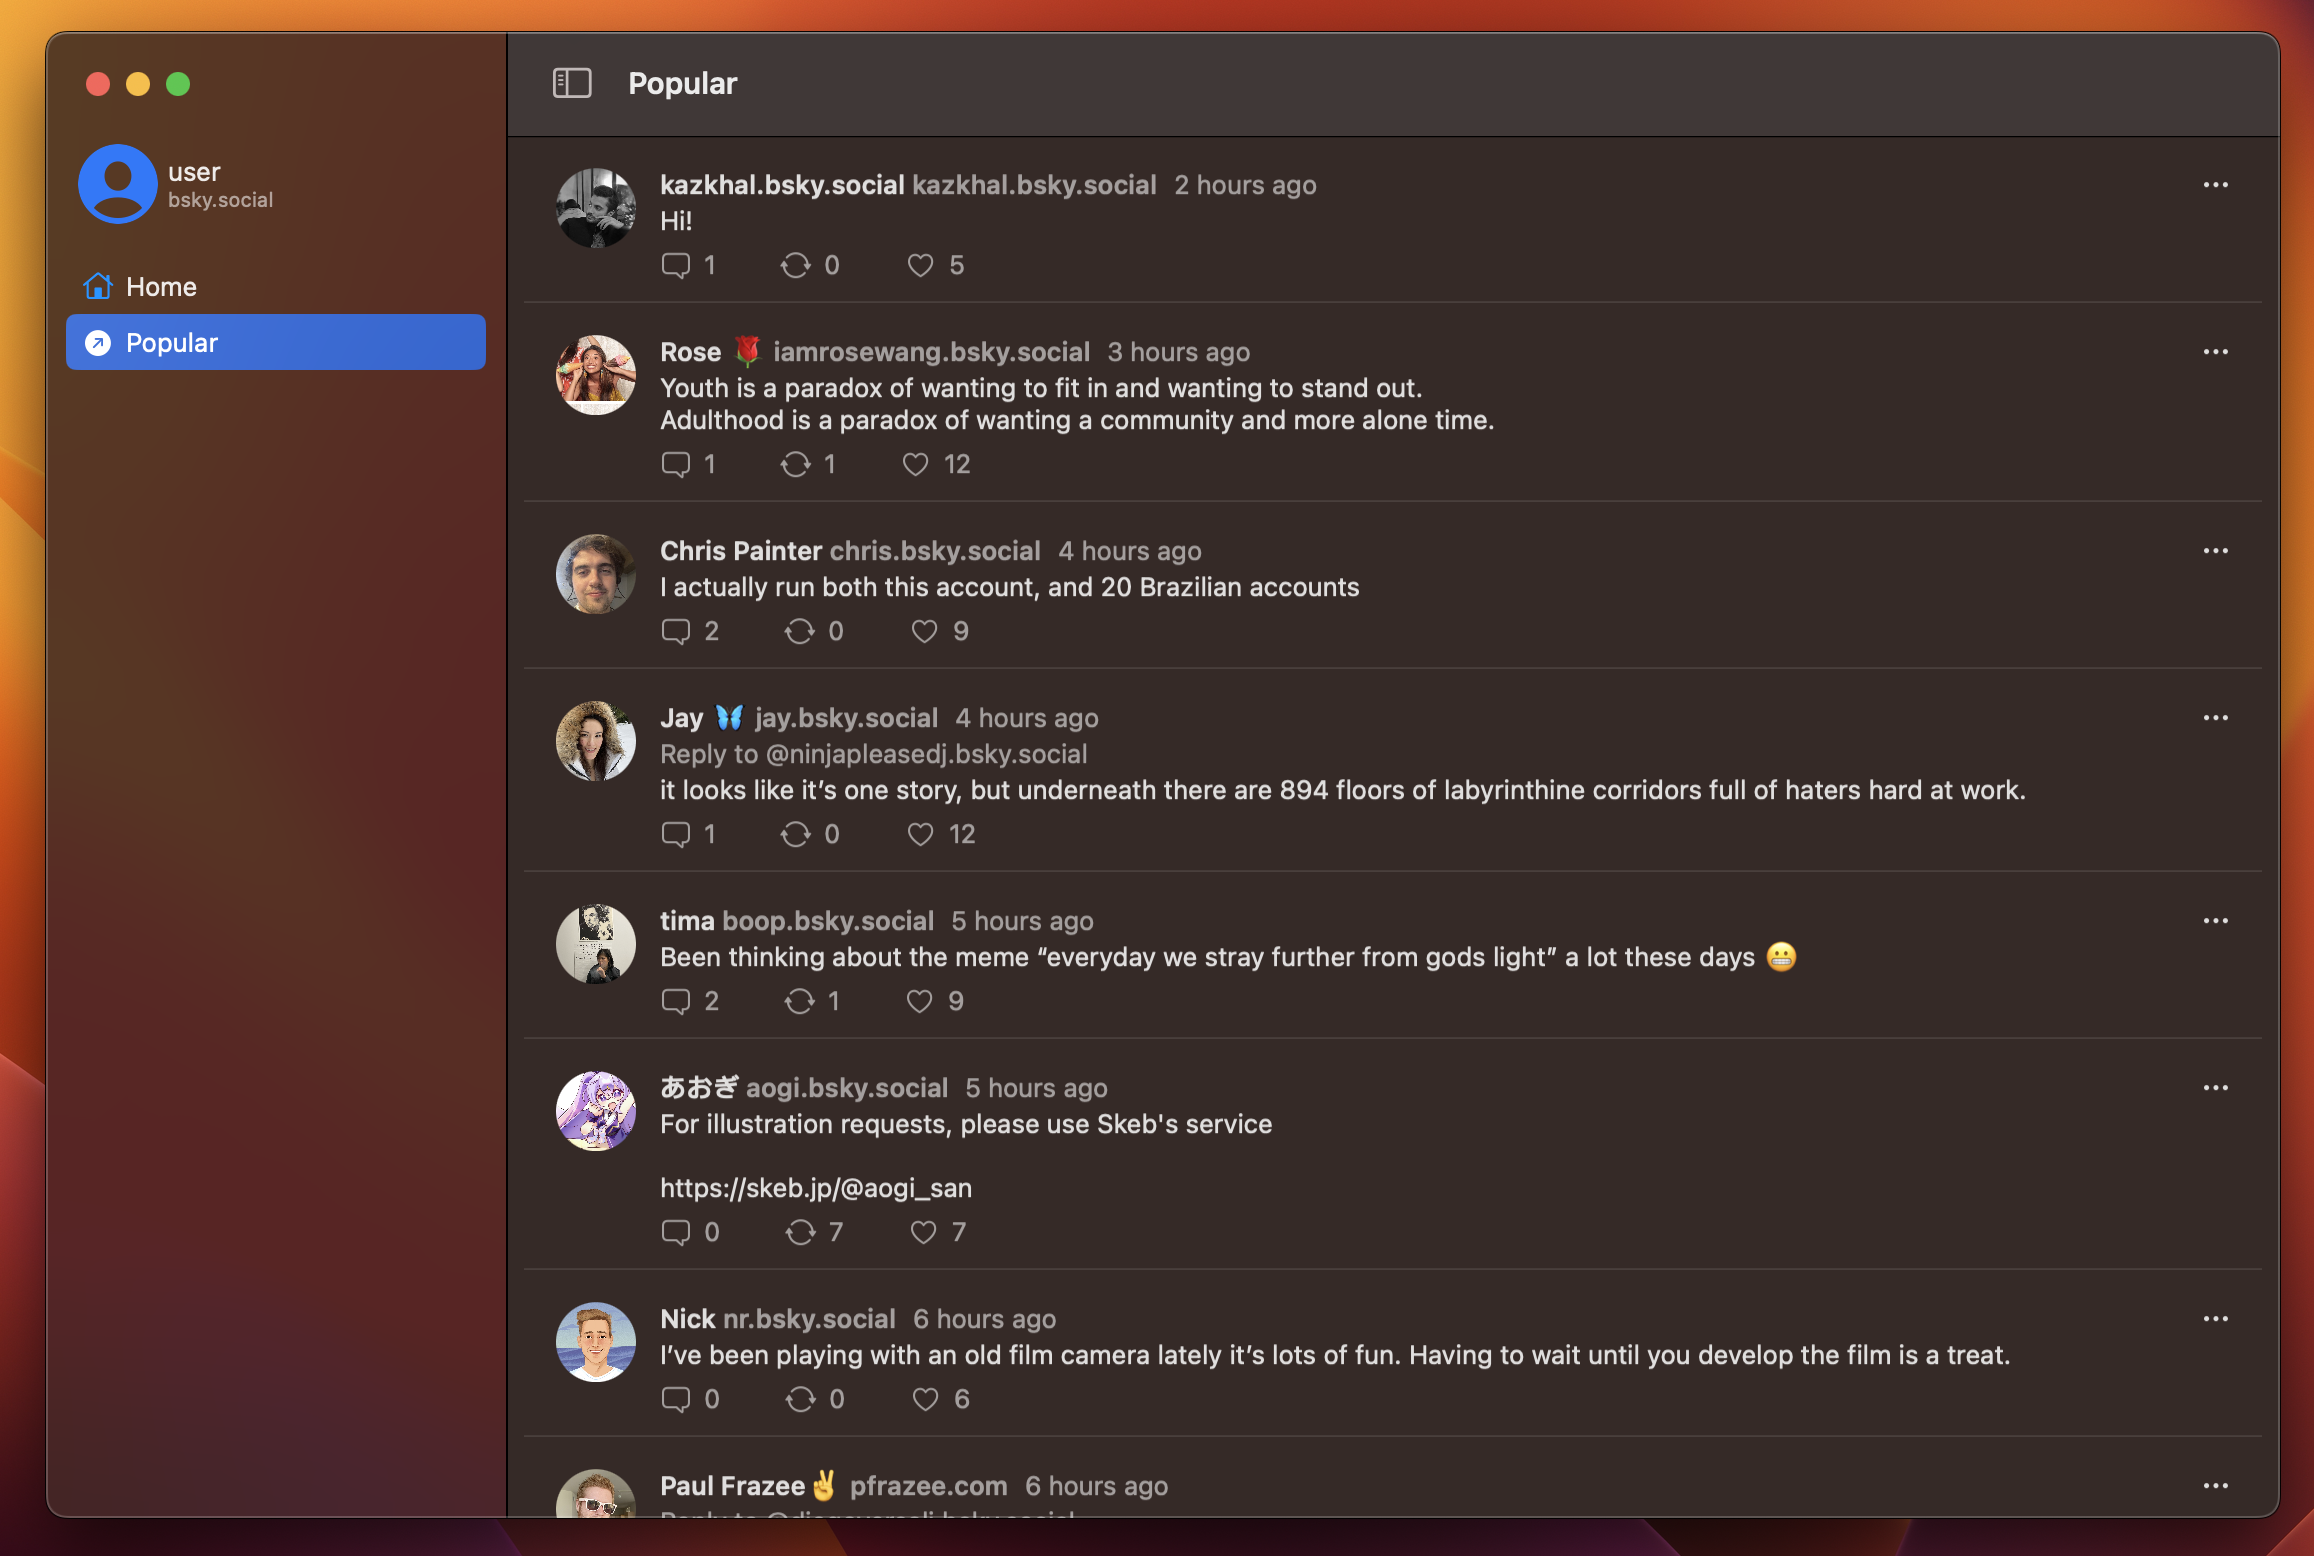 Popular
user
bsky.social
Home
Popular
kazkhal.bsky.social kazkhal.bsky.social 2 hours ago
Hi!
1 0 5
Rose 🌹 iamrosewang.bsky.social 3 hours ago
Youth is a paradox of wanting to fit in and wanting to stand out.
Adulthood is a paradox of wanting a community and more alone time.
1 1 12
Chris Painter chris.bsky.social 4 hours ago
I actually run both this account, and 20 Brazilian accounts
2 0 9
Jay 🦋 jay.bsky.social 4 hours ago
Reply to @ninjapleasedj.bsky.social
it looks like it’s one story, but underneath there are 894 floors of labyrinthine corridors full of haters hard at work.
1 0 12
tima boop.bsky.social 5 hours ago
Been thinking about the meme “everyday we stray further from gods light” a lot these days 😬
2 1 9
あおぎ aogi.bsky.social 5 hours ago
For illustration requests, please use Skeb's service
https://skeb.jp/@aogi_san
0 7 7
Nick nr.bsky.social 6 hours ago
I’ve been playing with an old film camera lately it’s lots of fun. Having to wait until you develop the film is a treat.
0 0 6
Paul Frazee✌️ pfrazee.com 6 hours ago
Reply to